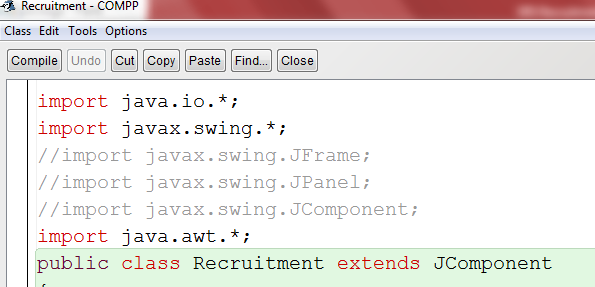 Recruitment - COMPP
Class Edit Tools Options
Compile Undo Cut Copy Paste Find... Close
import java.io.*;
import javax.swing.*;
//import javax.swing.JFrame;
//import javax.swing.JPanel;
//import javax.swing.JComponent;
import java.awt.*;
public class Recruitment extends JComponent